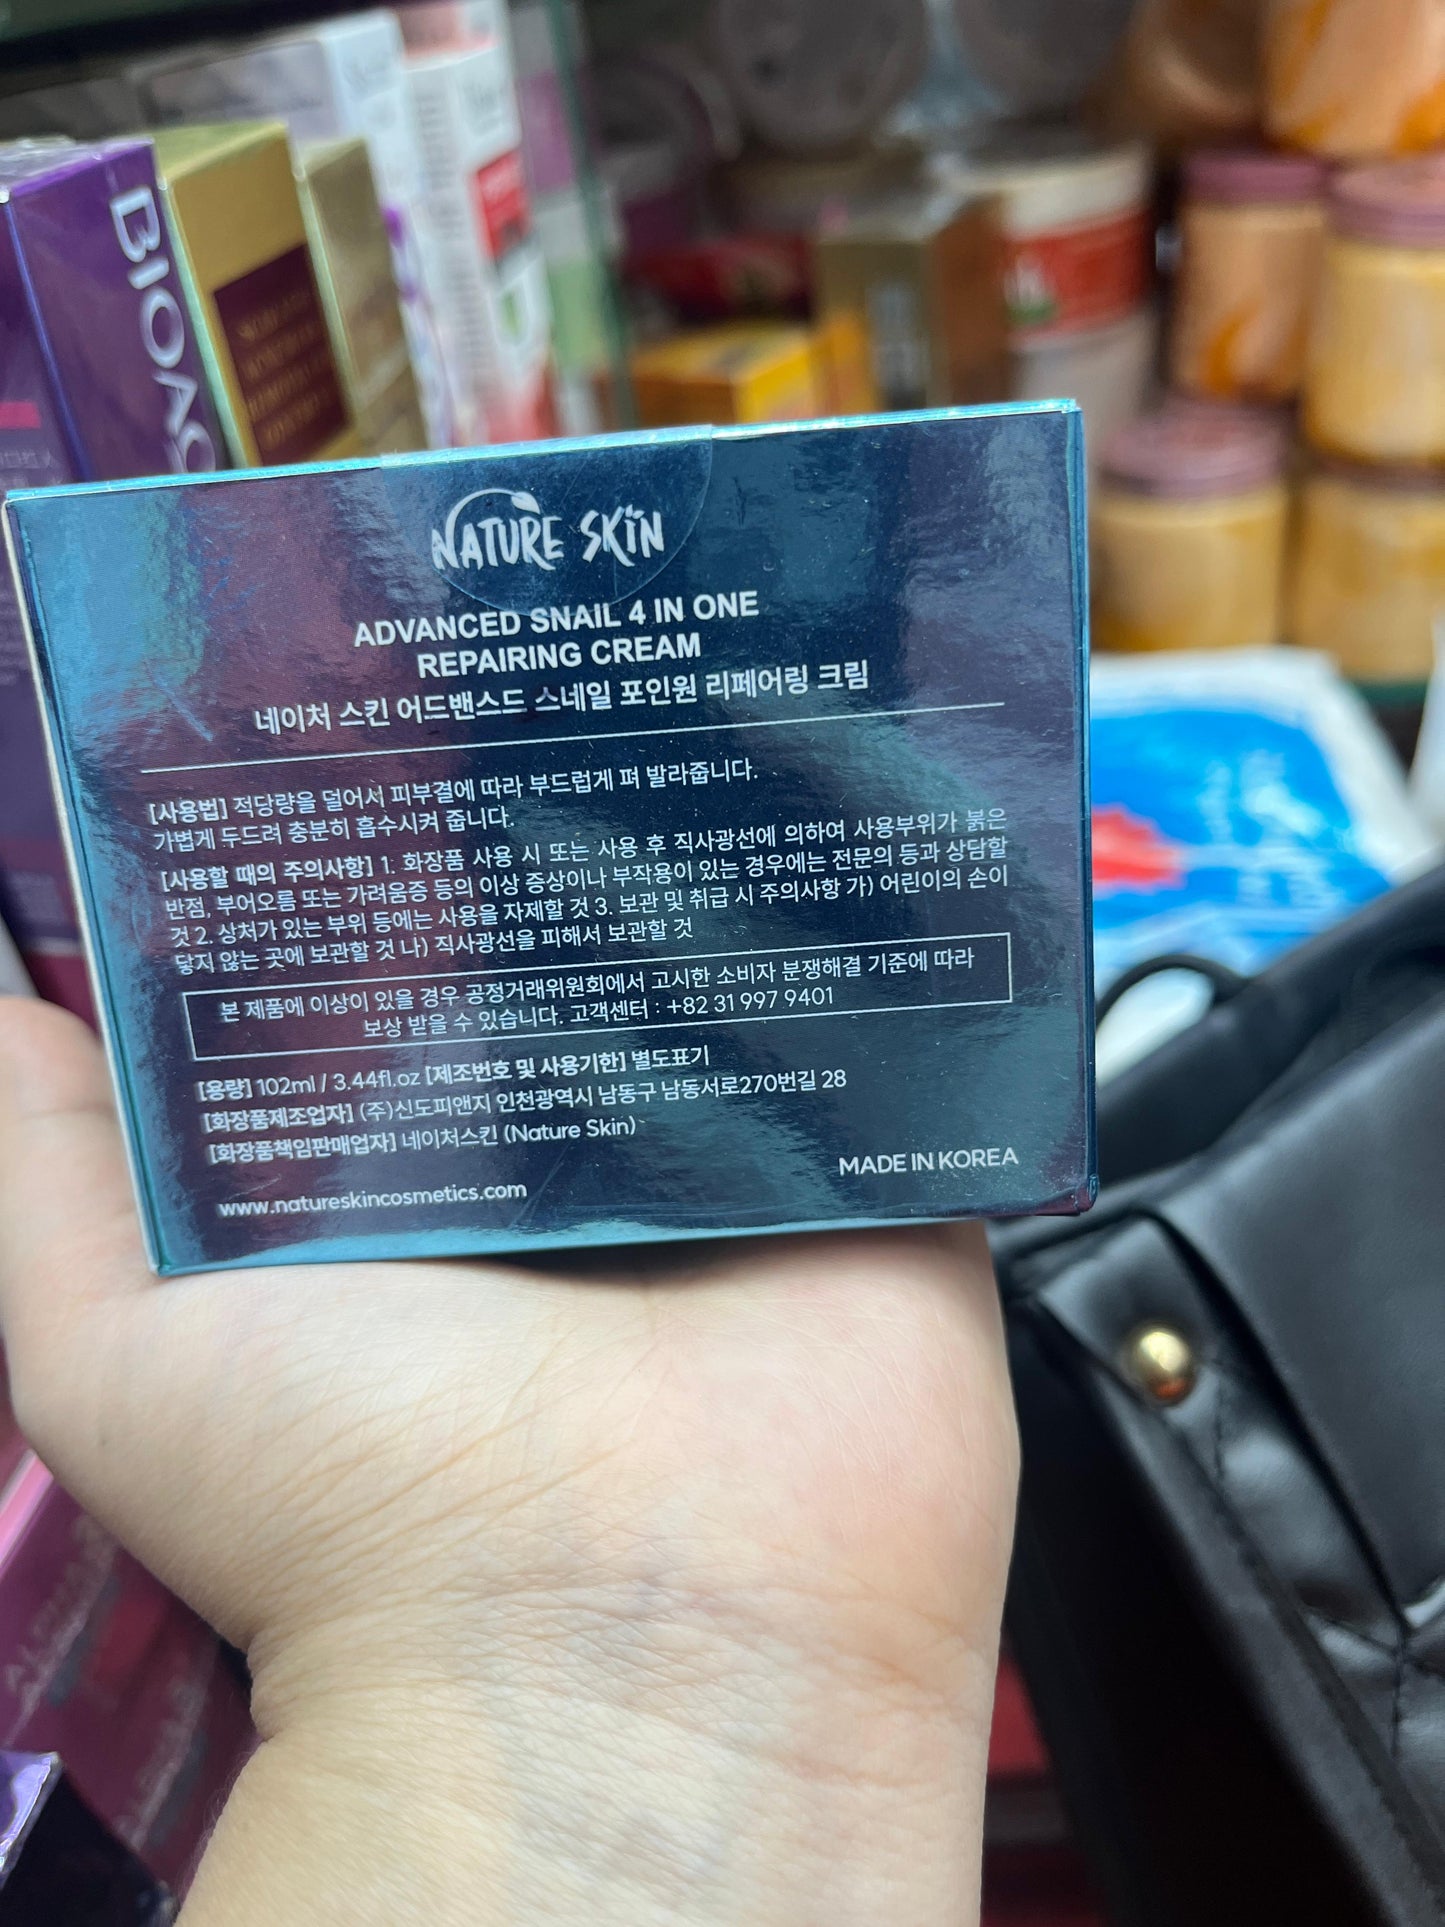 BIOAQ
NATURE SKIN
ADVANCED SNAIL 4 IN ONE
REPAIRING CREAM
네이처 스킨 어드밴스드 스네일 포인원 리페어링 크림
[사용법] 적당량을 덜어서 피부결에 따라 부드럽게 펴 발라줍니다.
가볍게 두드려 충분히 흡수시켜 줍니다.
[사용할 때의 주의사항] 1. 화장품 사용 시 또는 사용 후 직사광선에 의하여 사용부위가 붉은
반점, 부어오름 또는 가려움증 등의 이상 증상이나 부작용이 있는 경우에는 전문의 등과 상담할
것 2. 상처가 있는 부위 등에는 사용을 자제할 것 3. 보관 및 취급 시 주의사항 가) 어린이의 손이
닿지 않는 곳에 보관할 것 나) 직사광선을 피해서 보관할 것
본 제품에 이상이 있을 경우 공정거래위원회에서 고시한 소비자 분쟁해결 기준에 따라
보상 받을 수 있습니다. 고객센터 : +82 31 997 9401
[용량] 102ml / 3.44fl.oz [제조번호 및 사용기한] 별도표기
[화장품제조업자] (주)신도피앤지 인천광역시 남동구 남동서로270번길 28
[화장품책임판매업자] 네이처스킨 (Nature Skin)
MADE IN KOREA
www.natureskincosmetics.com